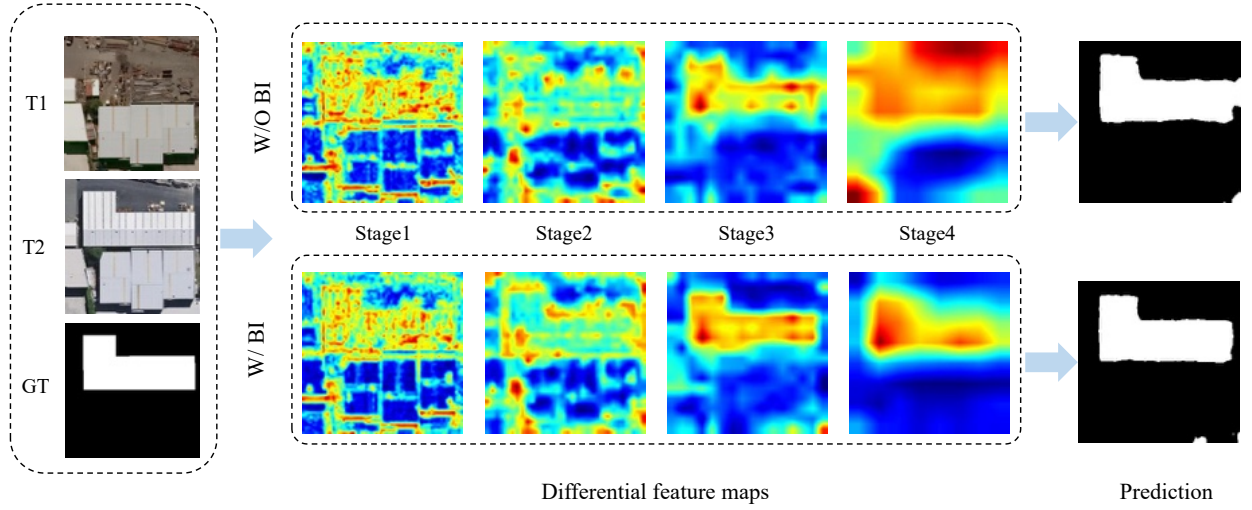 T1
T2
GT
W/O BI
Stage1
Stage2
Stage3
Stage4
W/ BI
Differential feature maps
Prediction